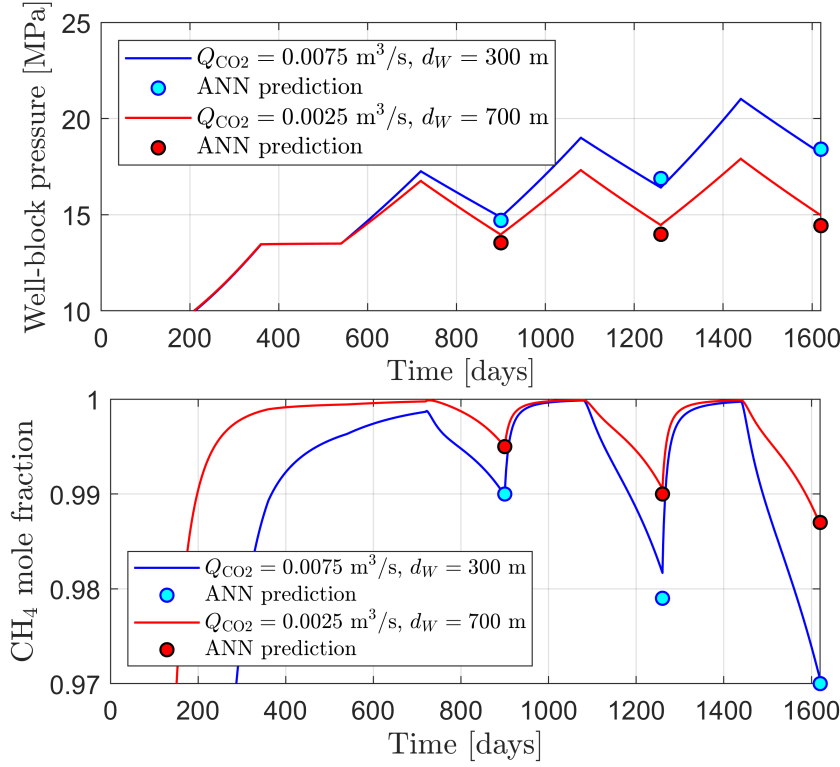 Well-block pressure [MPa]
25
20
15
10
Q_CO2 = 0.0075 m³/s, d_W = 300 m
ANN prediction
Q_CO2 = 0.0025 m³/s, d_W = 700 m
ANN prediction
0 200 400 600 800 1000 1200 1400 1600
Time [days]
CH₄ mole fraction
1
0.99
0.98
0.97
Q_CO2 = 0.0075 m³/s, d_W = 300 m
ANN prediction
Q_CO2 = 0.0025 m³/s, d_W = 700 m
ANN prediction
0 200 400 600 800 1000 1200 1400 1600
Time [days]